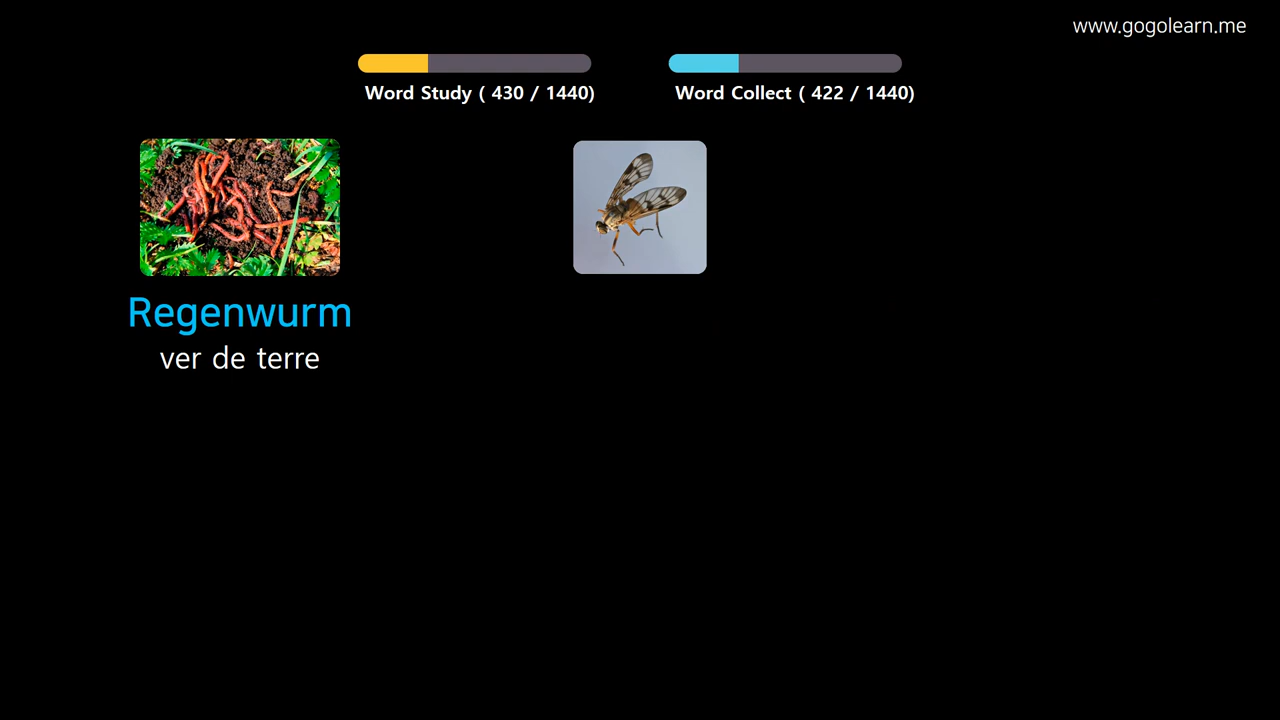 www.gogolearn.me
Word Study ( 430 / 1440)
Word Collect ( 422 / 1440)
Regenwurm
ver de terre